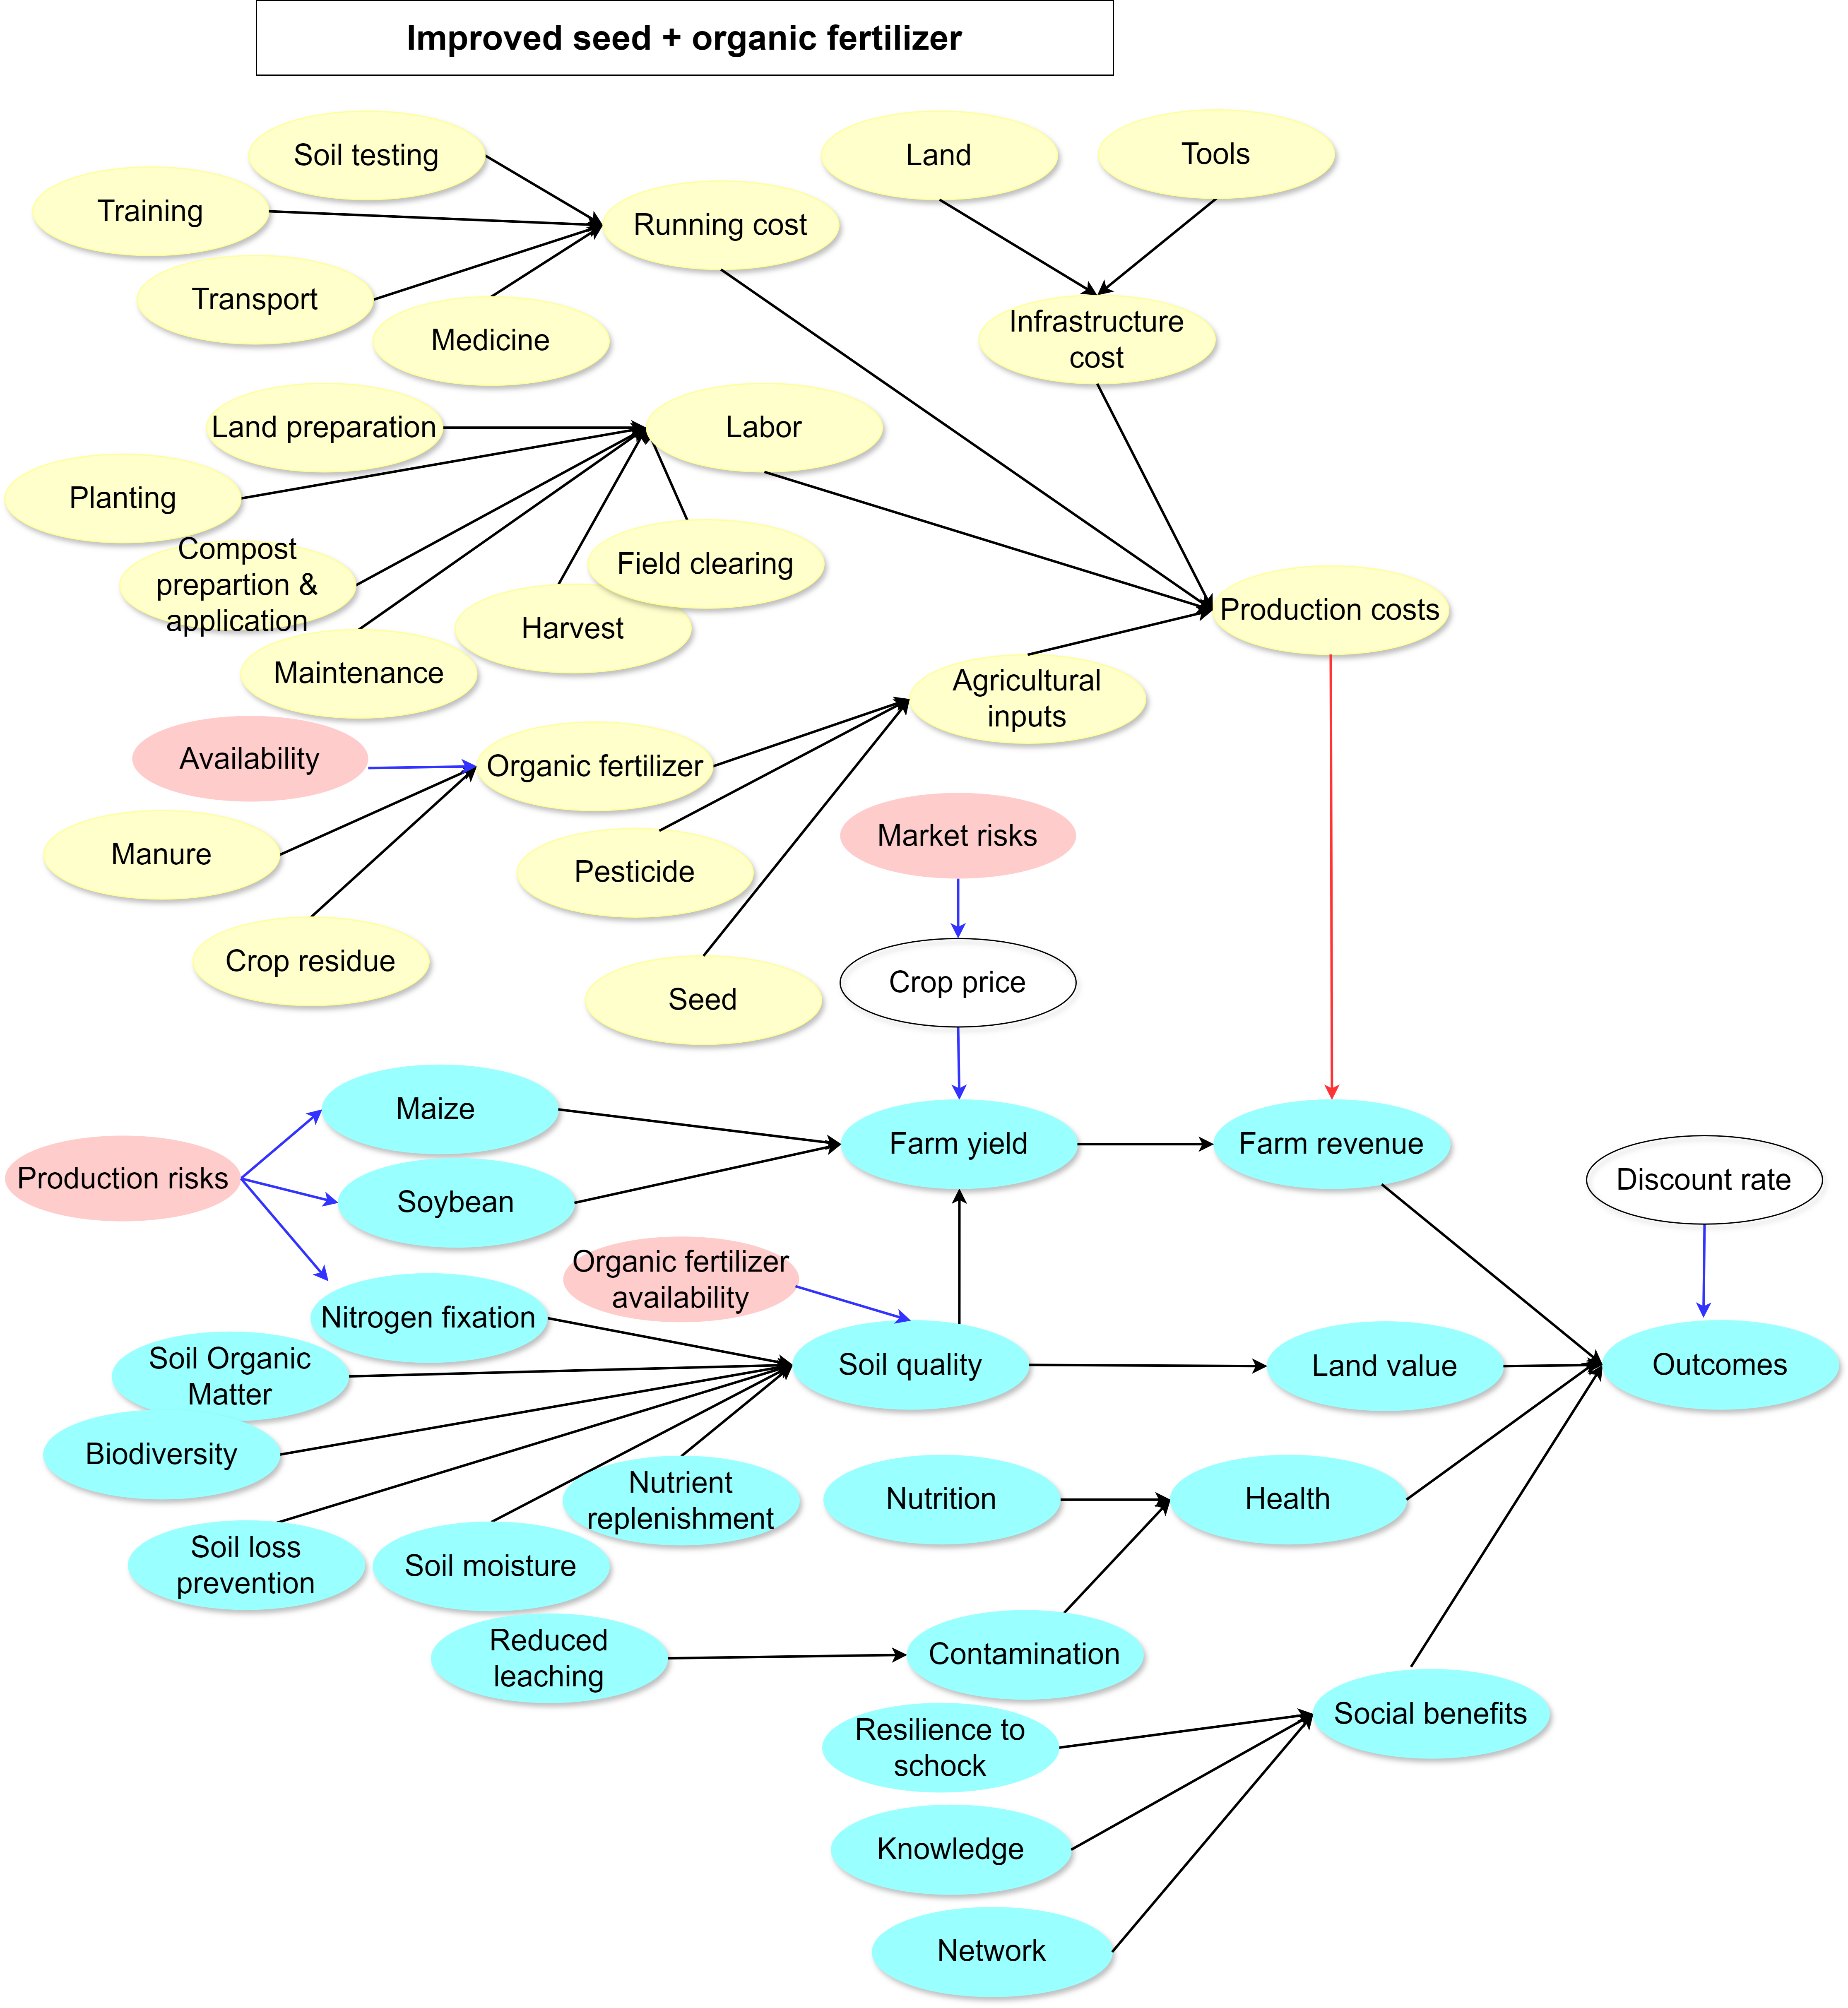 Improved seed + organic fertilizer
Soil testing
Land
Tools
Training
Running cost
Transport
Medicine
Infrastructure
cost
Land preparation
Labor
Planting
Compost
prepartion &
application
Field clearing
Harvest
Production costs
Maintenance
Agricultural
inputs
Availability
Organic fertilizer
Manure
Pesticide
Market risks
Crop residue
Seed
Crop price
Maize
Production risks
Soybean
Farm yield
Farm revenue
Discount rate
Organic fertilizer
availability
Nitrogen fixation
Soil Organic
Matter
Soil quality
Land value
Outcomes
Biodiversity
Nutrient
replenishment
Nutrition
Health
Soil loss
prevention
Soil moisture
Reduced
leaching
Contamination
Resilience to
schock
Social benefits
Knowledge
Network